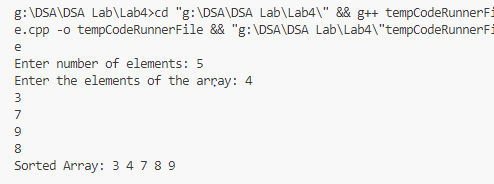 g:\DSA\DSA Lab\Lab4>cd "g:\DSA\DSA Lab\Lab4\" && g++ tempCodeRunnerFil
e.cpp -o tempCodeRunnerFile && "g:\DSA\DSA Lab\Lab4\"tempCodeRunnerFil
e
Enter number of elements: 5
Enter the elements of the array: 4
3
7
9
8
Sorted Array: 3 4 7 8 9